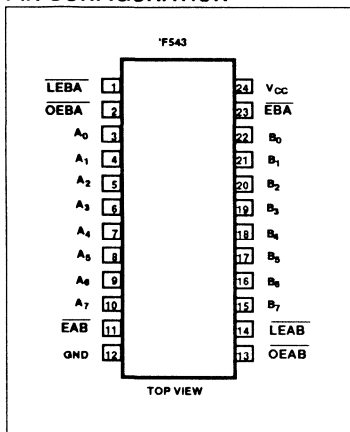 'F543
LEBA 1 24 VCC
OEBA 2 23 EBA
A0 3 22 B0
A1 4 21 B1
A2 5 20 B2
A3 6 19 B3
A4 7 18 B4
A5 8 17 B5
A6 9 16 B6
A7 10 15 B7
EAB 11 14 LEAB
GND 12 13 OEAB
TOP VIEW